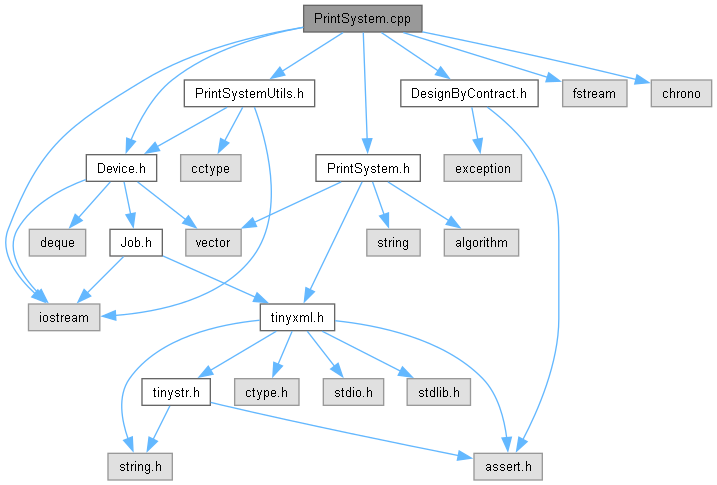 PrintSystem.cpp
PrintSystemUtils.h
DesignByContract.h
fstream
chrono
Device.h
cctype
PrintSystem.h
exception
deque
Job.h
vector
string
algorithm
iostream
tinyxml.h
tinystr.h
ctype.h
stdio.h
stdlib.h
string.h
assert.h